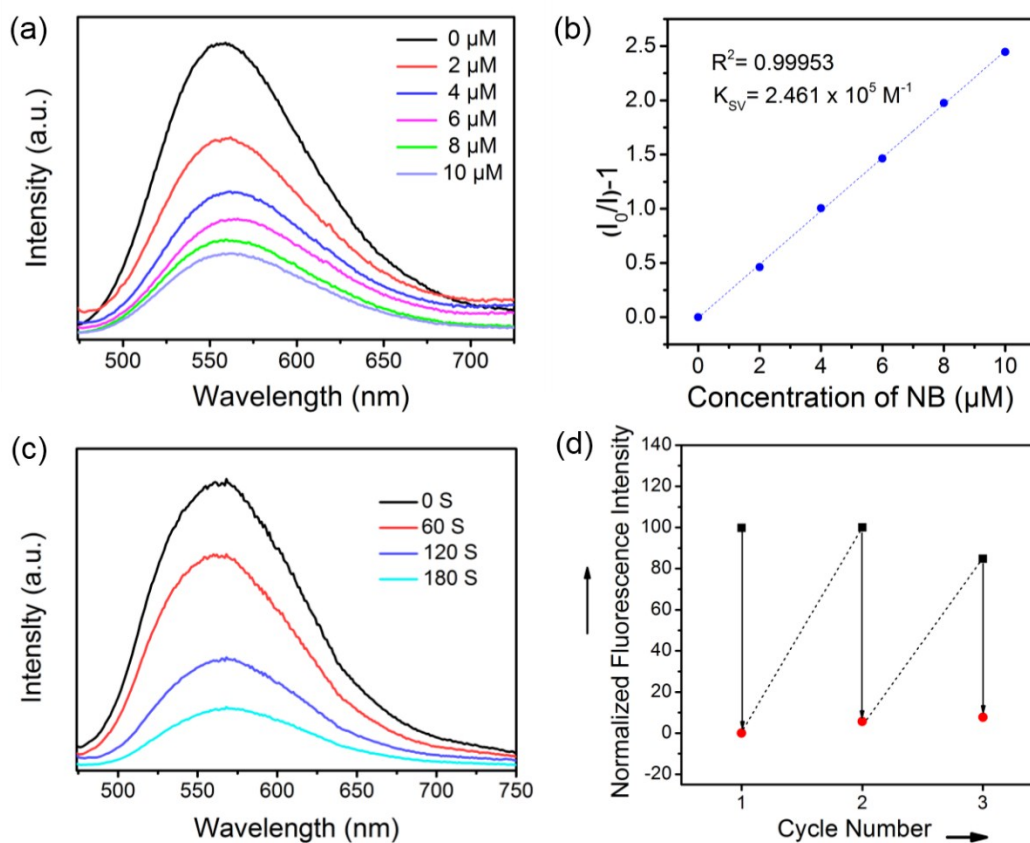 (a)
0 µM
2 µM
4 µM
6 µM
8 µM
10 µM
Intensity (a.u.)
500 550 600 650 700
Wavelength (nm)
(b)
R²= 0.99953
K_SV= 2.461 x 10⁵ M⁻¹
(I₀/I)-1
2.5
2.0
1.5
1.0
0.5
0.0
0 2 4 6 8 10
Concentration of NB (µM)
(c)
0 S
60 S
120 S
180 S
Intensity (a.u.)
500 550 600 650 700 750
Wavelength (nm)
(d)
Normalized Fluorescence Intensity
140
120
100
80
60
40
20
0
-20
1 2 3
Cycle Number